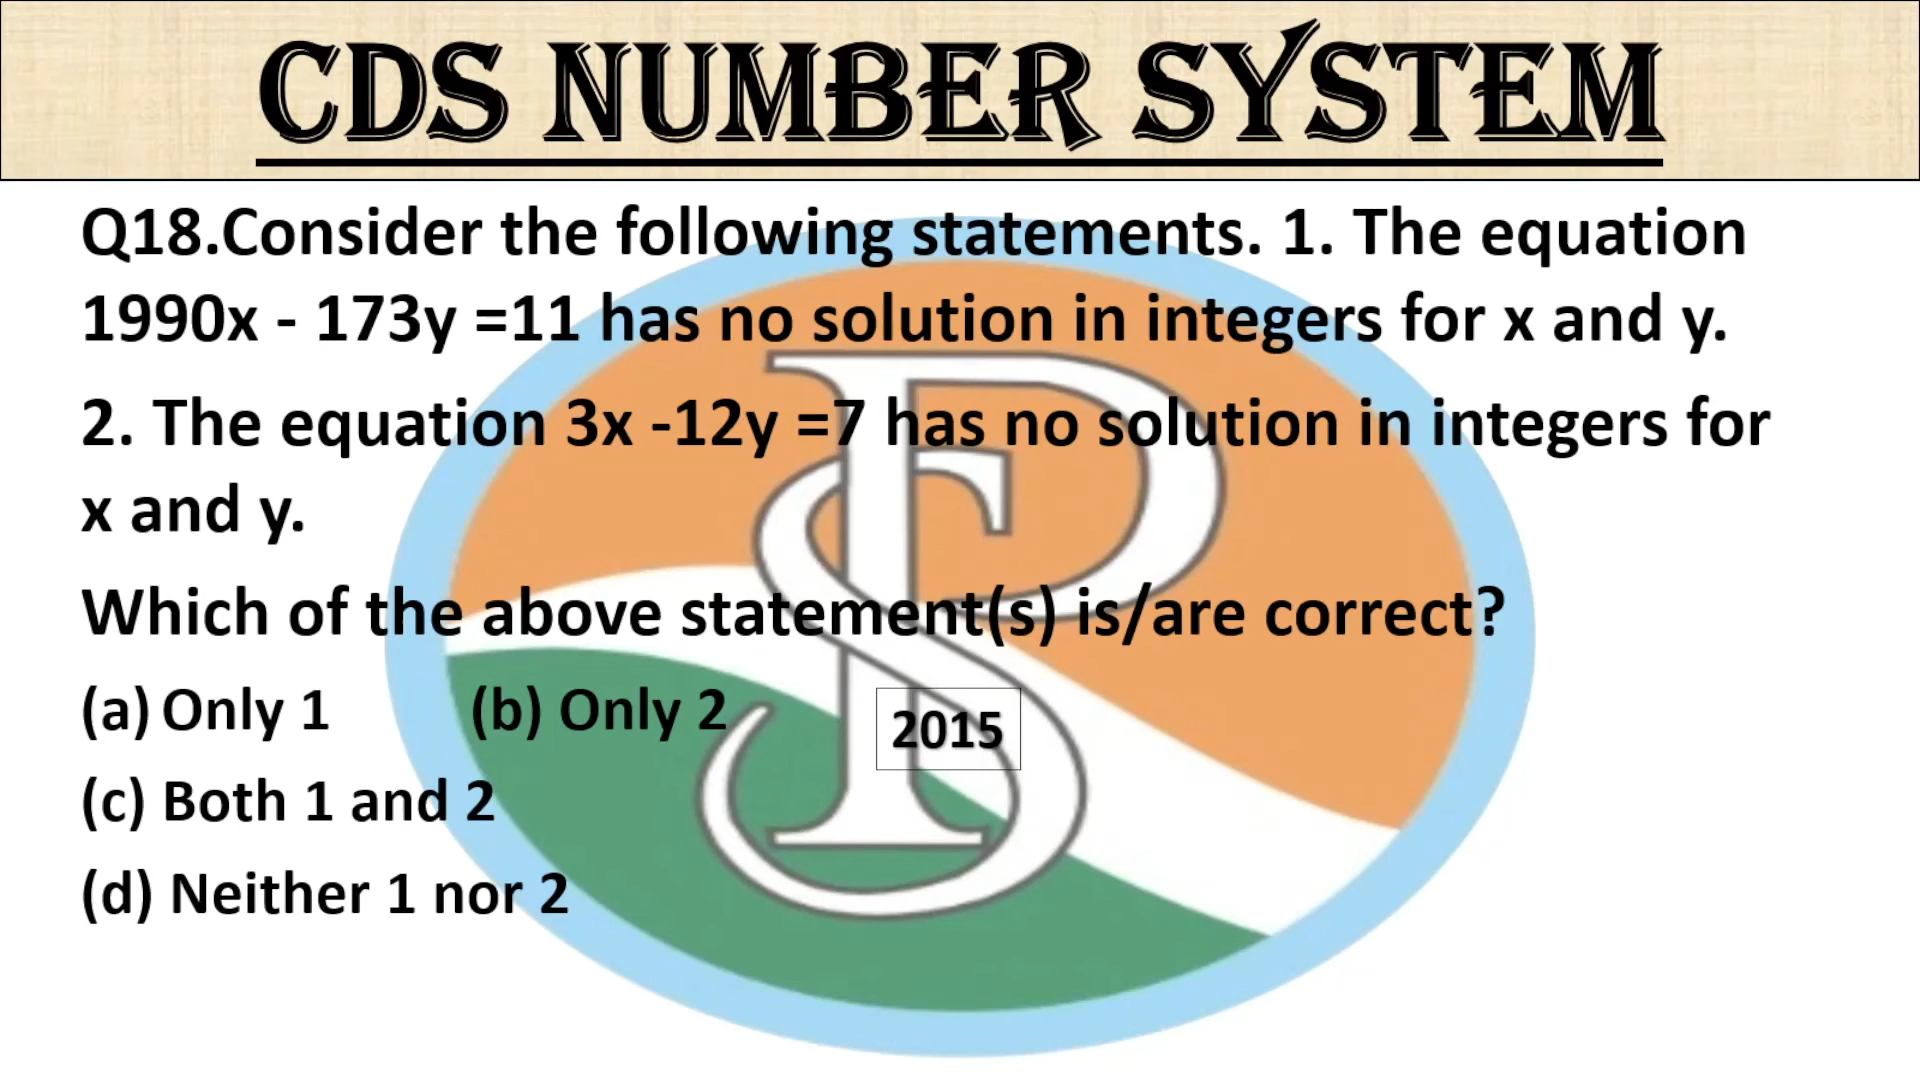 CDS NUMBER SYSTEM
Q18.Consider the following statements. 1. The equation
1990x - 173y =11 has no solution in integers for x and y.
2. The equation 3x -12y =7 has no solution in integers for
x and y.
Which of the above statement(s) is/are correct?
(a) Only 1 (b) Only 2
2015
(c) Both 1 and 2
(d) Neither 1 nor 2